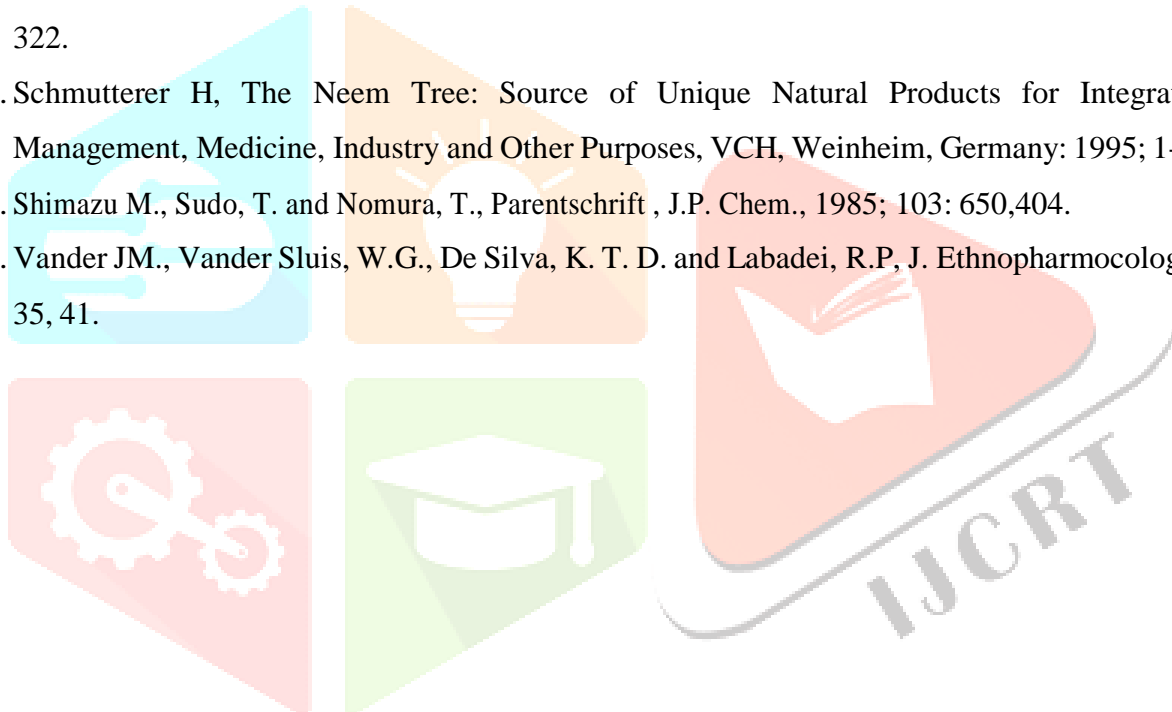 322.
. Schmutterer H, The Neem Tree: Source of Unique Natural Products for Integra
Management, Medicine, Industry and Other Purposes, VCH, Weinheim, Germany: 1995; 1-
. Shimazu M., Sudo, T. and Nomura, T., Parentschrift , J.P. Chem., 1985; 103: 650,404.
. Vander JM., Vander Sluis, W.G., De Silva, K. T. D. and Labadei, R.P, J. Ethnopharmocolog
35, 41.
IJCRT